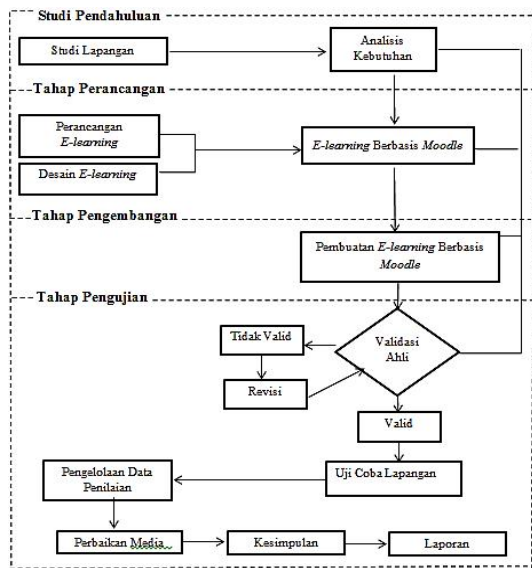 Studi Pendahuluan
Studi Lapangan
Analisis
Kebutuhan
Tahap Perancangan
Perancangan
E-learning
Desain E-learning
E-learning Berbasis Moodle
Tahap Pengembangan
Pembuatan E-learning Berbasis
Moodle
Tahap Pengujian
Tidak Valid
Validasi
Ahli
Revisi
Valid
Pengelolaan Data
Penilaian
Uji Coba Lapangan
Perbaikan Media
Kesimpulan
Laporan